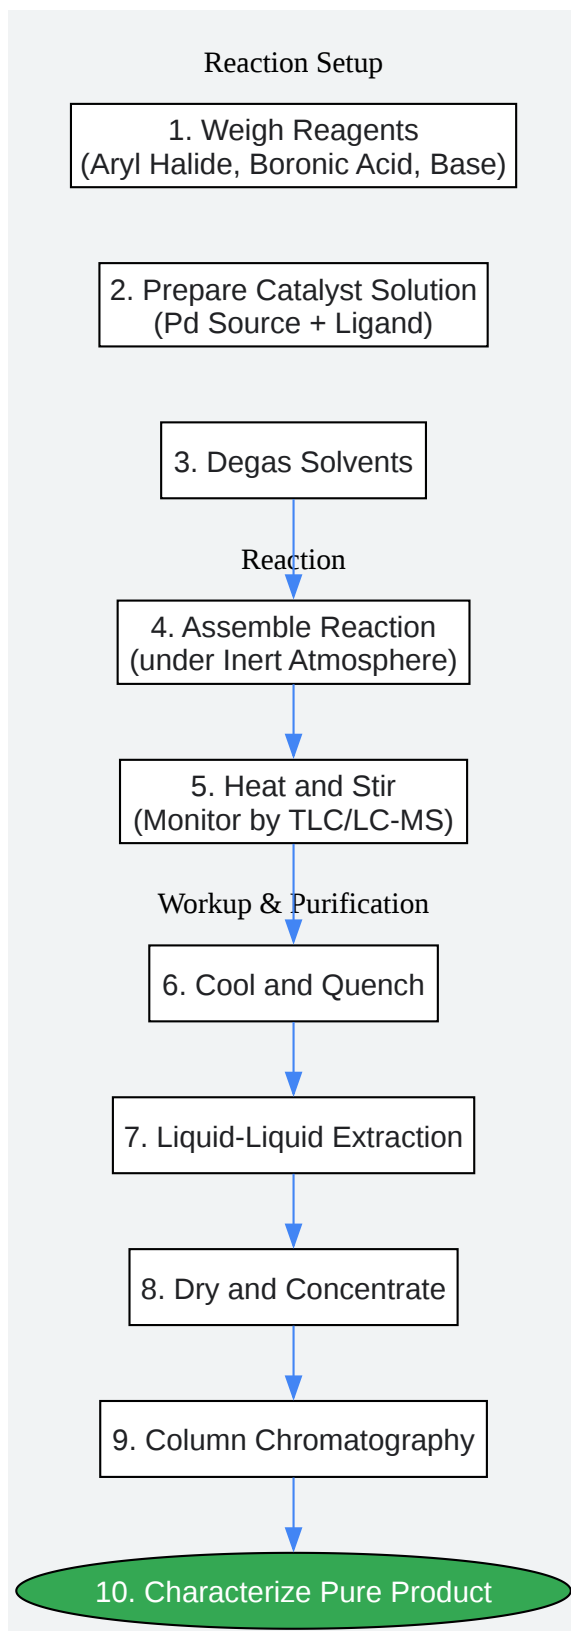 Reaction Setup
1. Weigh Reagents
(Aryl Halide, Boronic Acid, Base)
2. Prepare Catalyst Solution
(Pd Source + Ligand)
3. Degas Solvents
Reaction
4. Assemble Reaction
(under Inert Atmosphere)
5. Heat and Stir
(Monitor by TLC/LC-MS)
Workup & Purification
6. Cool and Quench
7. Liquid-Liquid Extraction
8. Dry and Concentrate
9. Column Chromatography
10. Characterize Pure Product